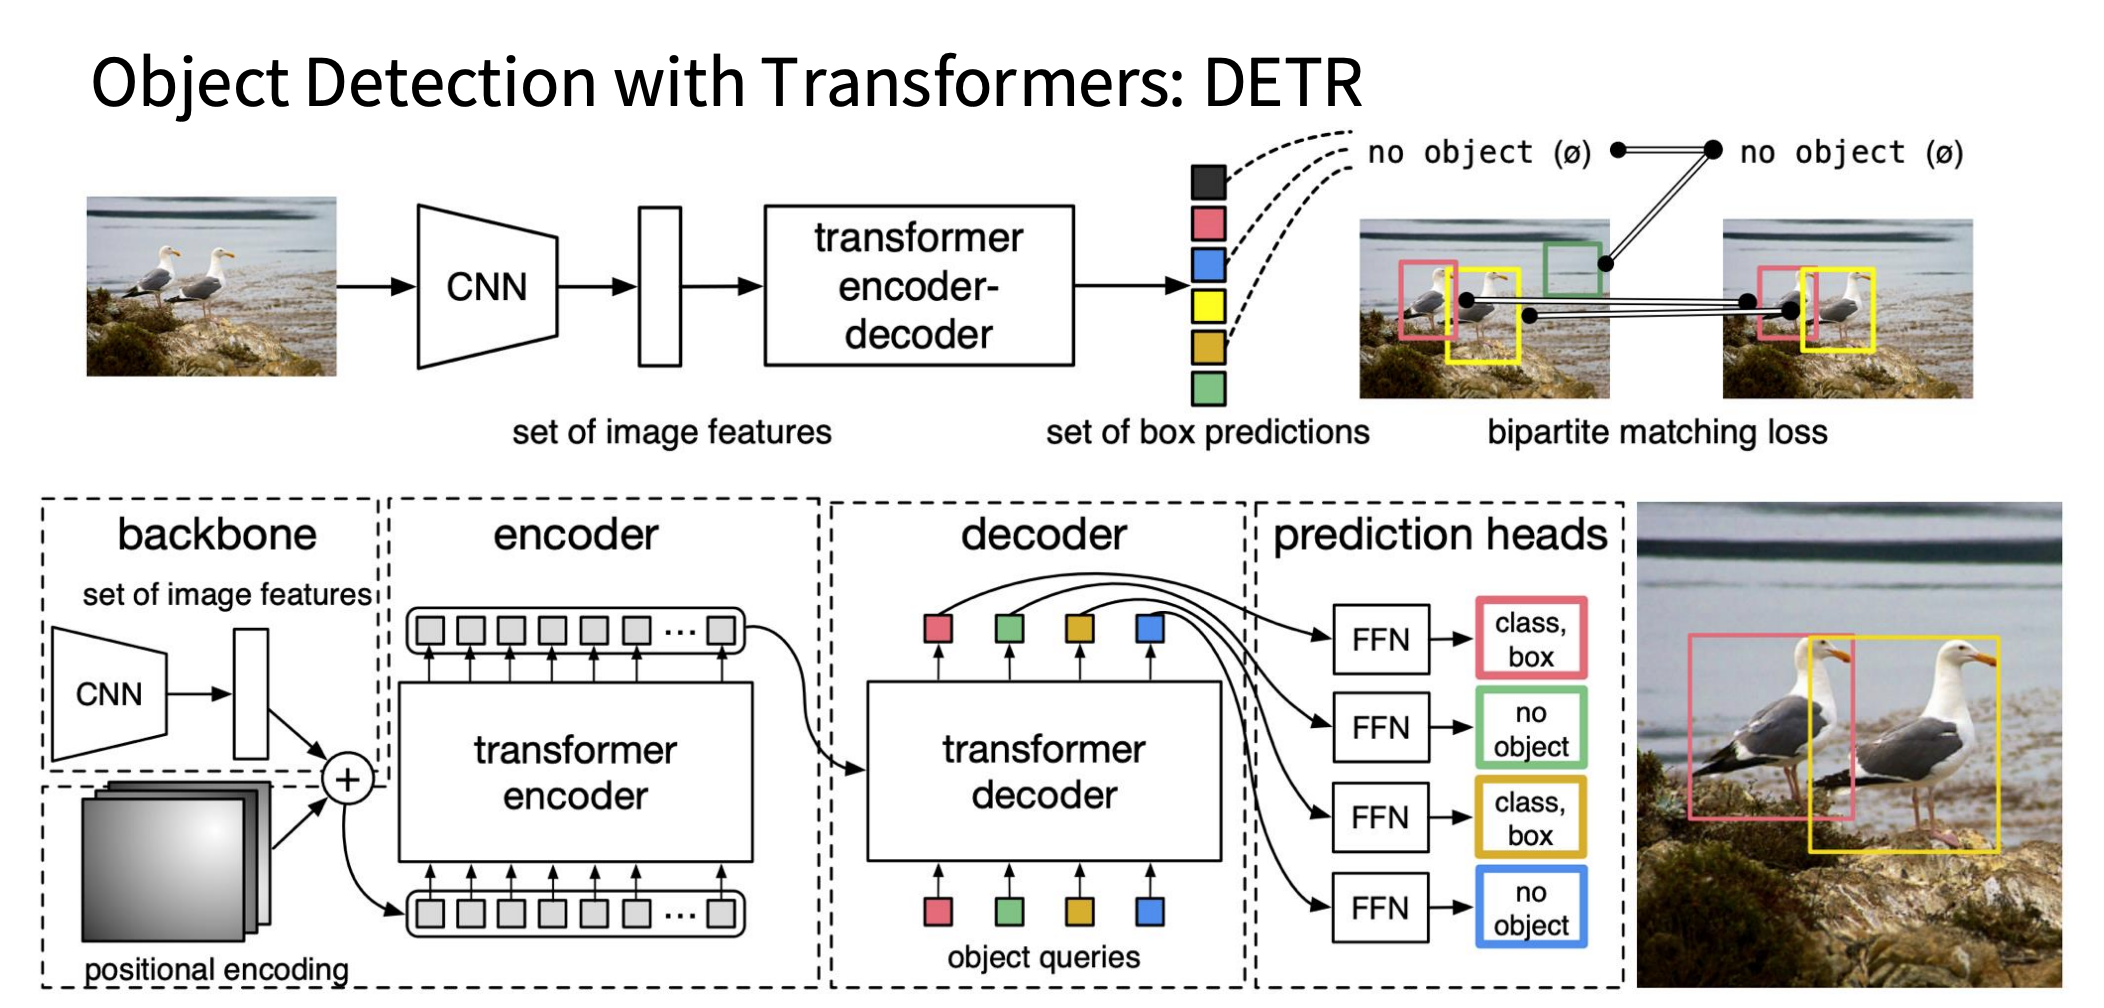 Object Detection with Transformers: DETR
no object (ø)
no object (ø)
CNN
transformer
encoder-
decoder
set of image features
set of box predictions
bipartite matching loss
backbone
set of image features
CNN
+
positional encoding
encoder
...
transformer
encoder
...
decoder
transformer
decoder
object queries
prediction heads
FFN
class,
box
FFN
no
object
FFN
class,
box
FFN
no
object